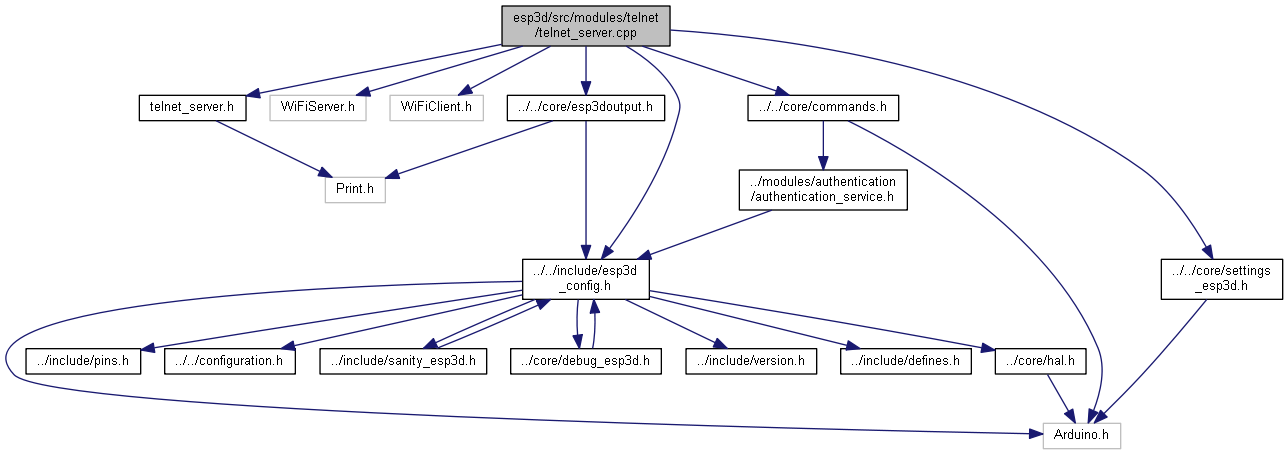 esp3d/src/modules/telnet
/telnet_server.cpp
telnet_server.h
WiFiServer.h
WiFiClient.h
../../core/esp3doutput.h
../../core/commands.h
Print.h
../modules/authentication
/authentication_service.h
../../include/esp3d
_config.h
../../core/settings
_esp3d.h
../include/pins.h
../../configuration.h
../include/sanity_esp3d.h
../core/debug_esp3d.h
../include/version.h
../include/defines.h
../core/hal.h
Arduino.h